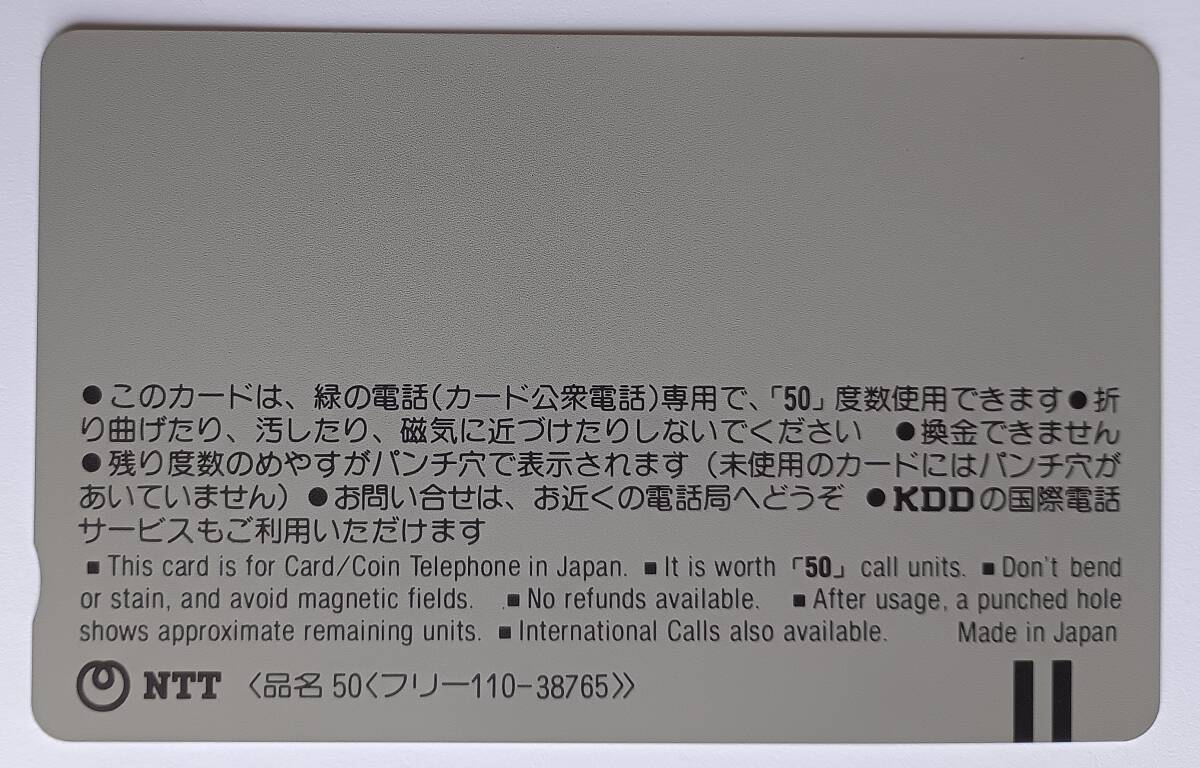 ●このカードは、緑の電話(カード公衆電話)専用で、「50」度数使用できます●折
り曲げたり、汚したり、磁気に近づけたりしないでください ●換金できません
●残り度数のめやすがパンチ穴で表示されます(未使用のカードにはパンチ穴が
あいていません)●お問い合せは、お近くの電話局へどうぞ ●KDDの国際電話
サービスもご利用いただけます
■This card is for Card/Coin Telephone in Japan. ■It is worth「50」call units. ■Don't bend
or stain, and avoid magnetic fields. ■No refunds available. ■After usage, a punched hole
shows approximate remaining units. ■International Calls also available. Made in Japan
NTT 〈品名 50〈フリー110-38765〉〉